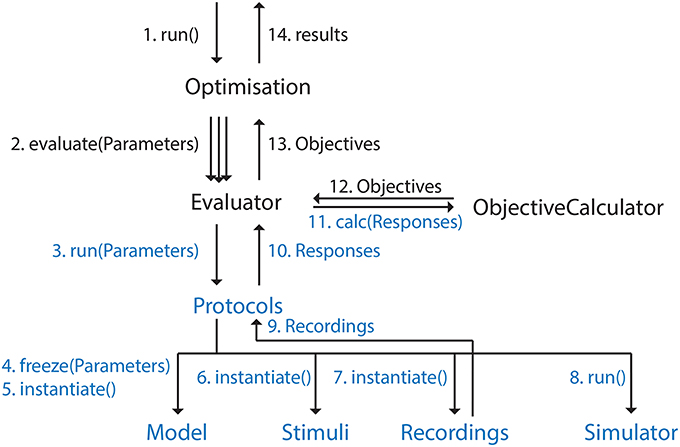 1. run()
14. results
Optimisation
2. evaluate(Parameters)
13. Objectives
12. Objectives
Evaluator
ObjectiveCalculator
11. calc(Responses)
3. run(Parameters)
10. Responses
Protocols
9. Recordings
4. freeze(Parameters)
5. instantiate()
6. instantiate()
7. instantiate()
8. run()
Model
Stimuli
Recordings
Simulator